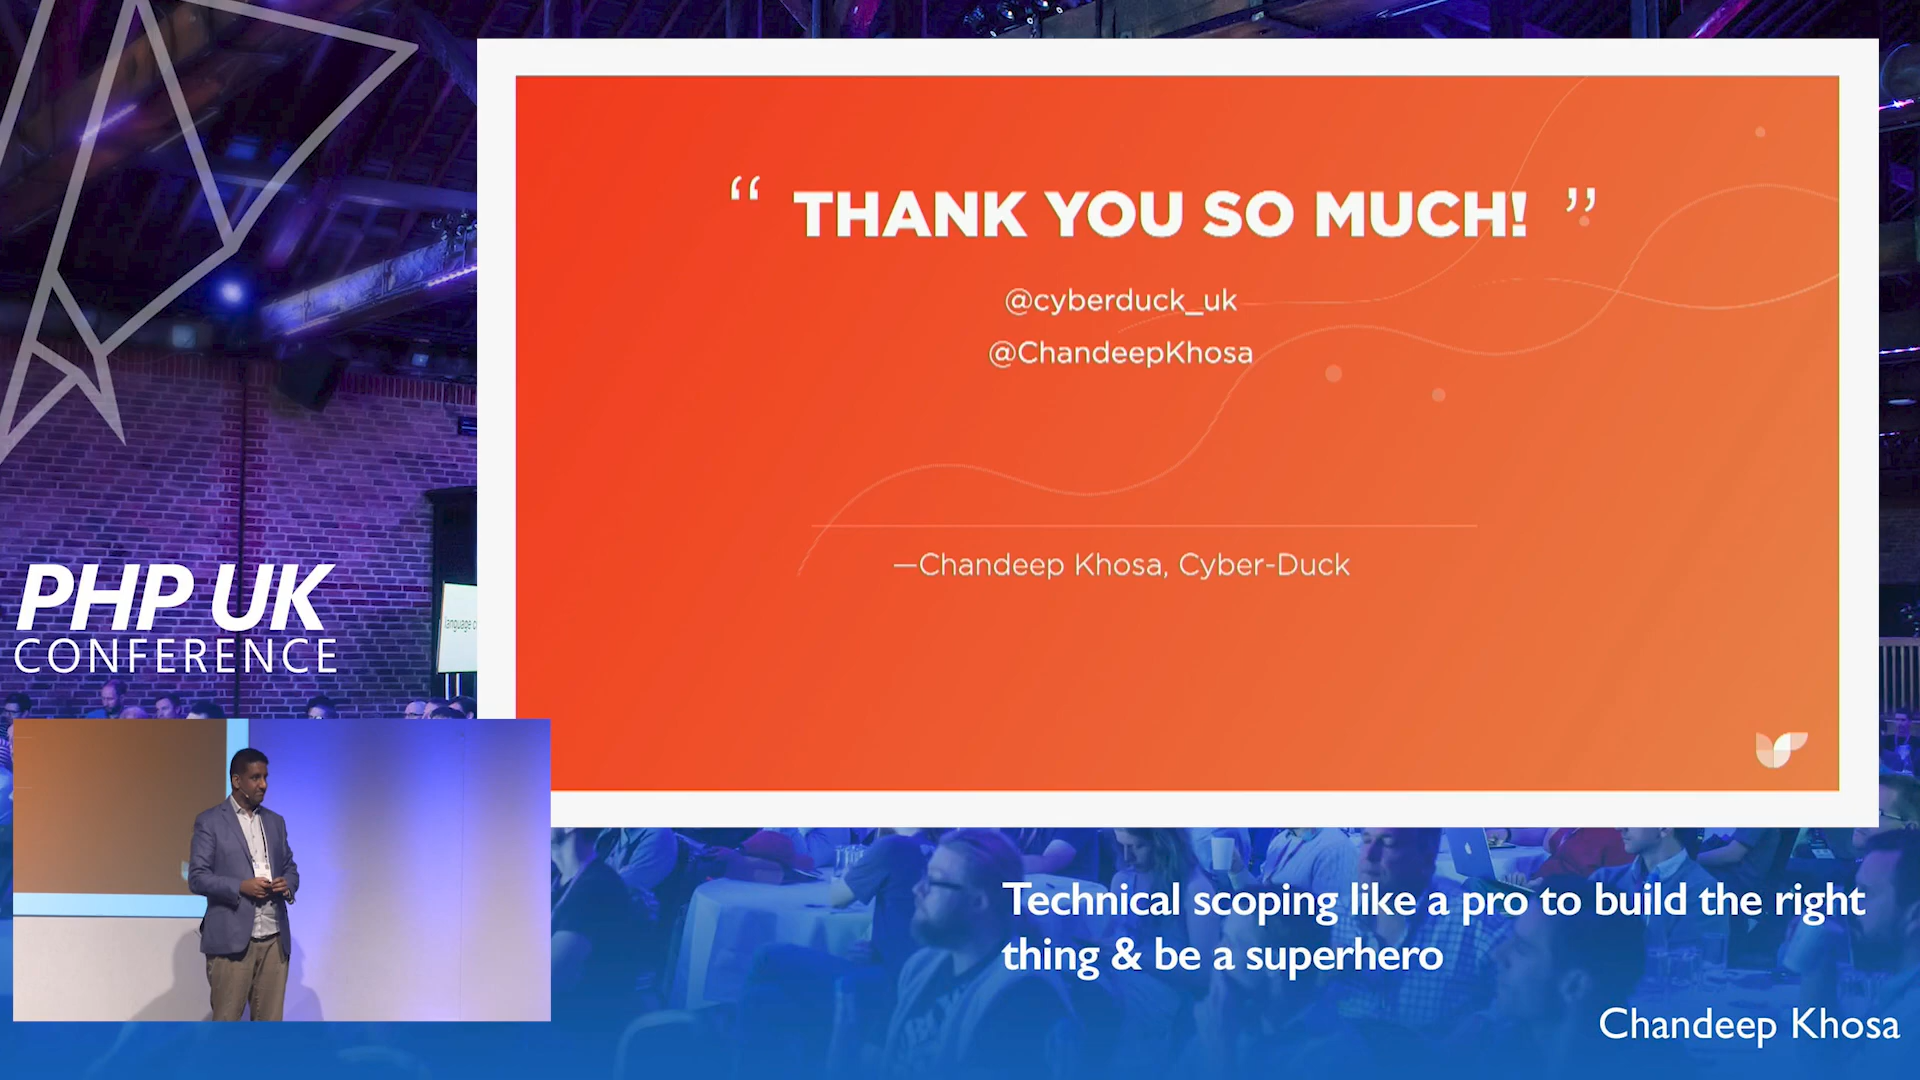 “ THANK YOU SO MUCH! ”
@cyberduck_uk
@ChandeepKhosa
—Chandeep Khosa, Cyber-Duck
PHP UK
CONFERENCE
language o
Technical scoping like a pro to build the right
thing & be a superhero
Chandeep Khosa